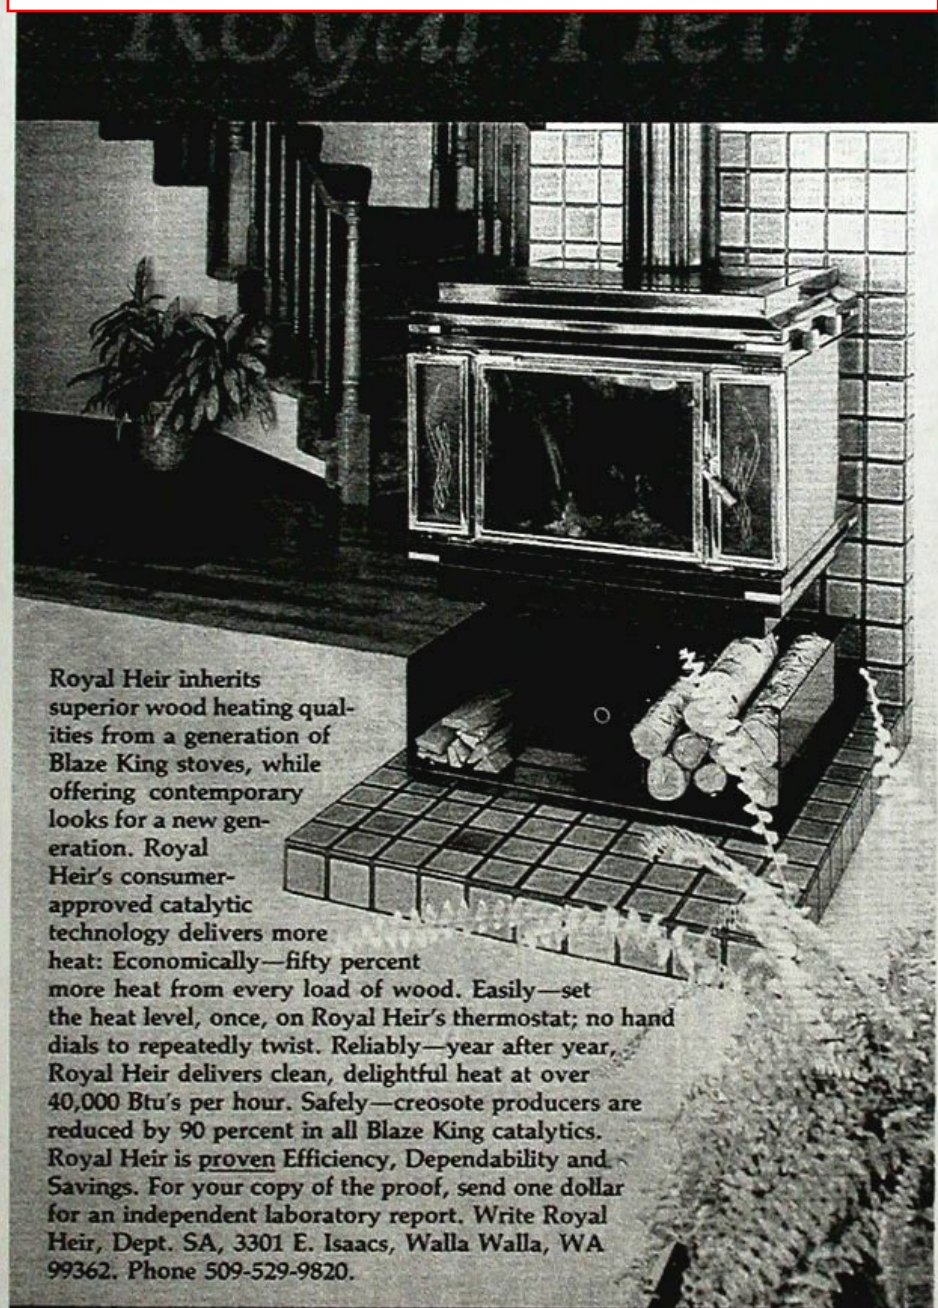 Royal Heir
Royal Heir inherits
superior wood heating qual-
ities from a generation of
Blaze King stoves, while
offering contemporary
looks for a new gen-
eration. Royal
Heir's consumer-
approved catalytic
technology delivers more
heat: Economically—fifty percent
more heat from every load of wood. Easily—set
the heat level, once, on Royal Heir's thermostat; no hand
dials to repeatedly twist. Reliably—year after year,
Royal Heir delivers clean, delightful heat at over
40,000 Btu's per hour. Safely—creosote producers are
reduced by 90 percent in all Blaze King catalytics.
Royal Heir is proven Efficiency, Dependability and
Savings. For your copy of the proof, send one dollar
for an independent laboratory report. Write Royal
Heir, Dept. SA, 3301 E. Isaacs, Walla Walla, WA
99362. Phone 509-529-9820.